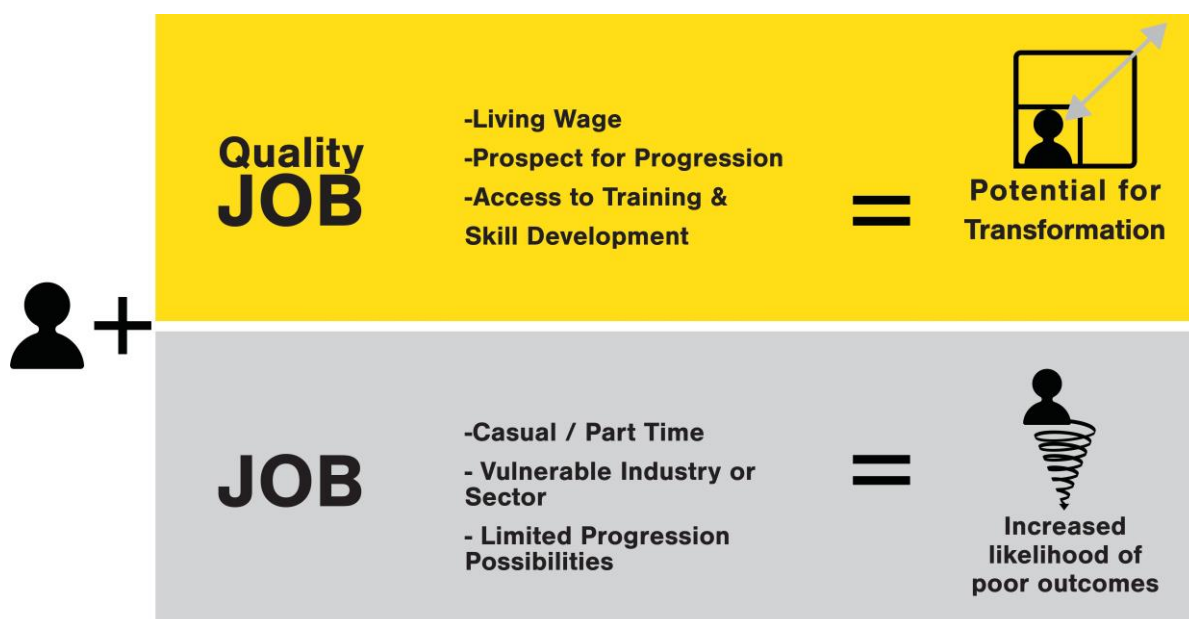 Quality
JOB
-Living Wage
-Prospect for Progression
-Access to Training &
Skill Development
=
Potential for
Transformation
+
JOB
-Casual / Part Time
- Vulnerable Industry or
Sector
- Limited Progression
Possibilities
=
Increased
likelihood of
poor outcomes